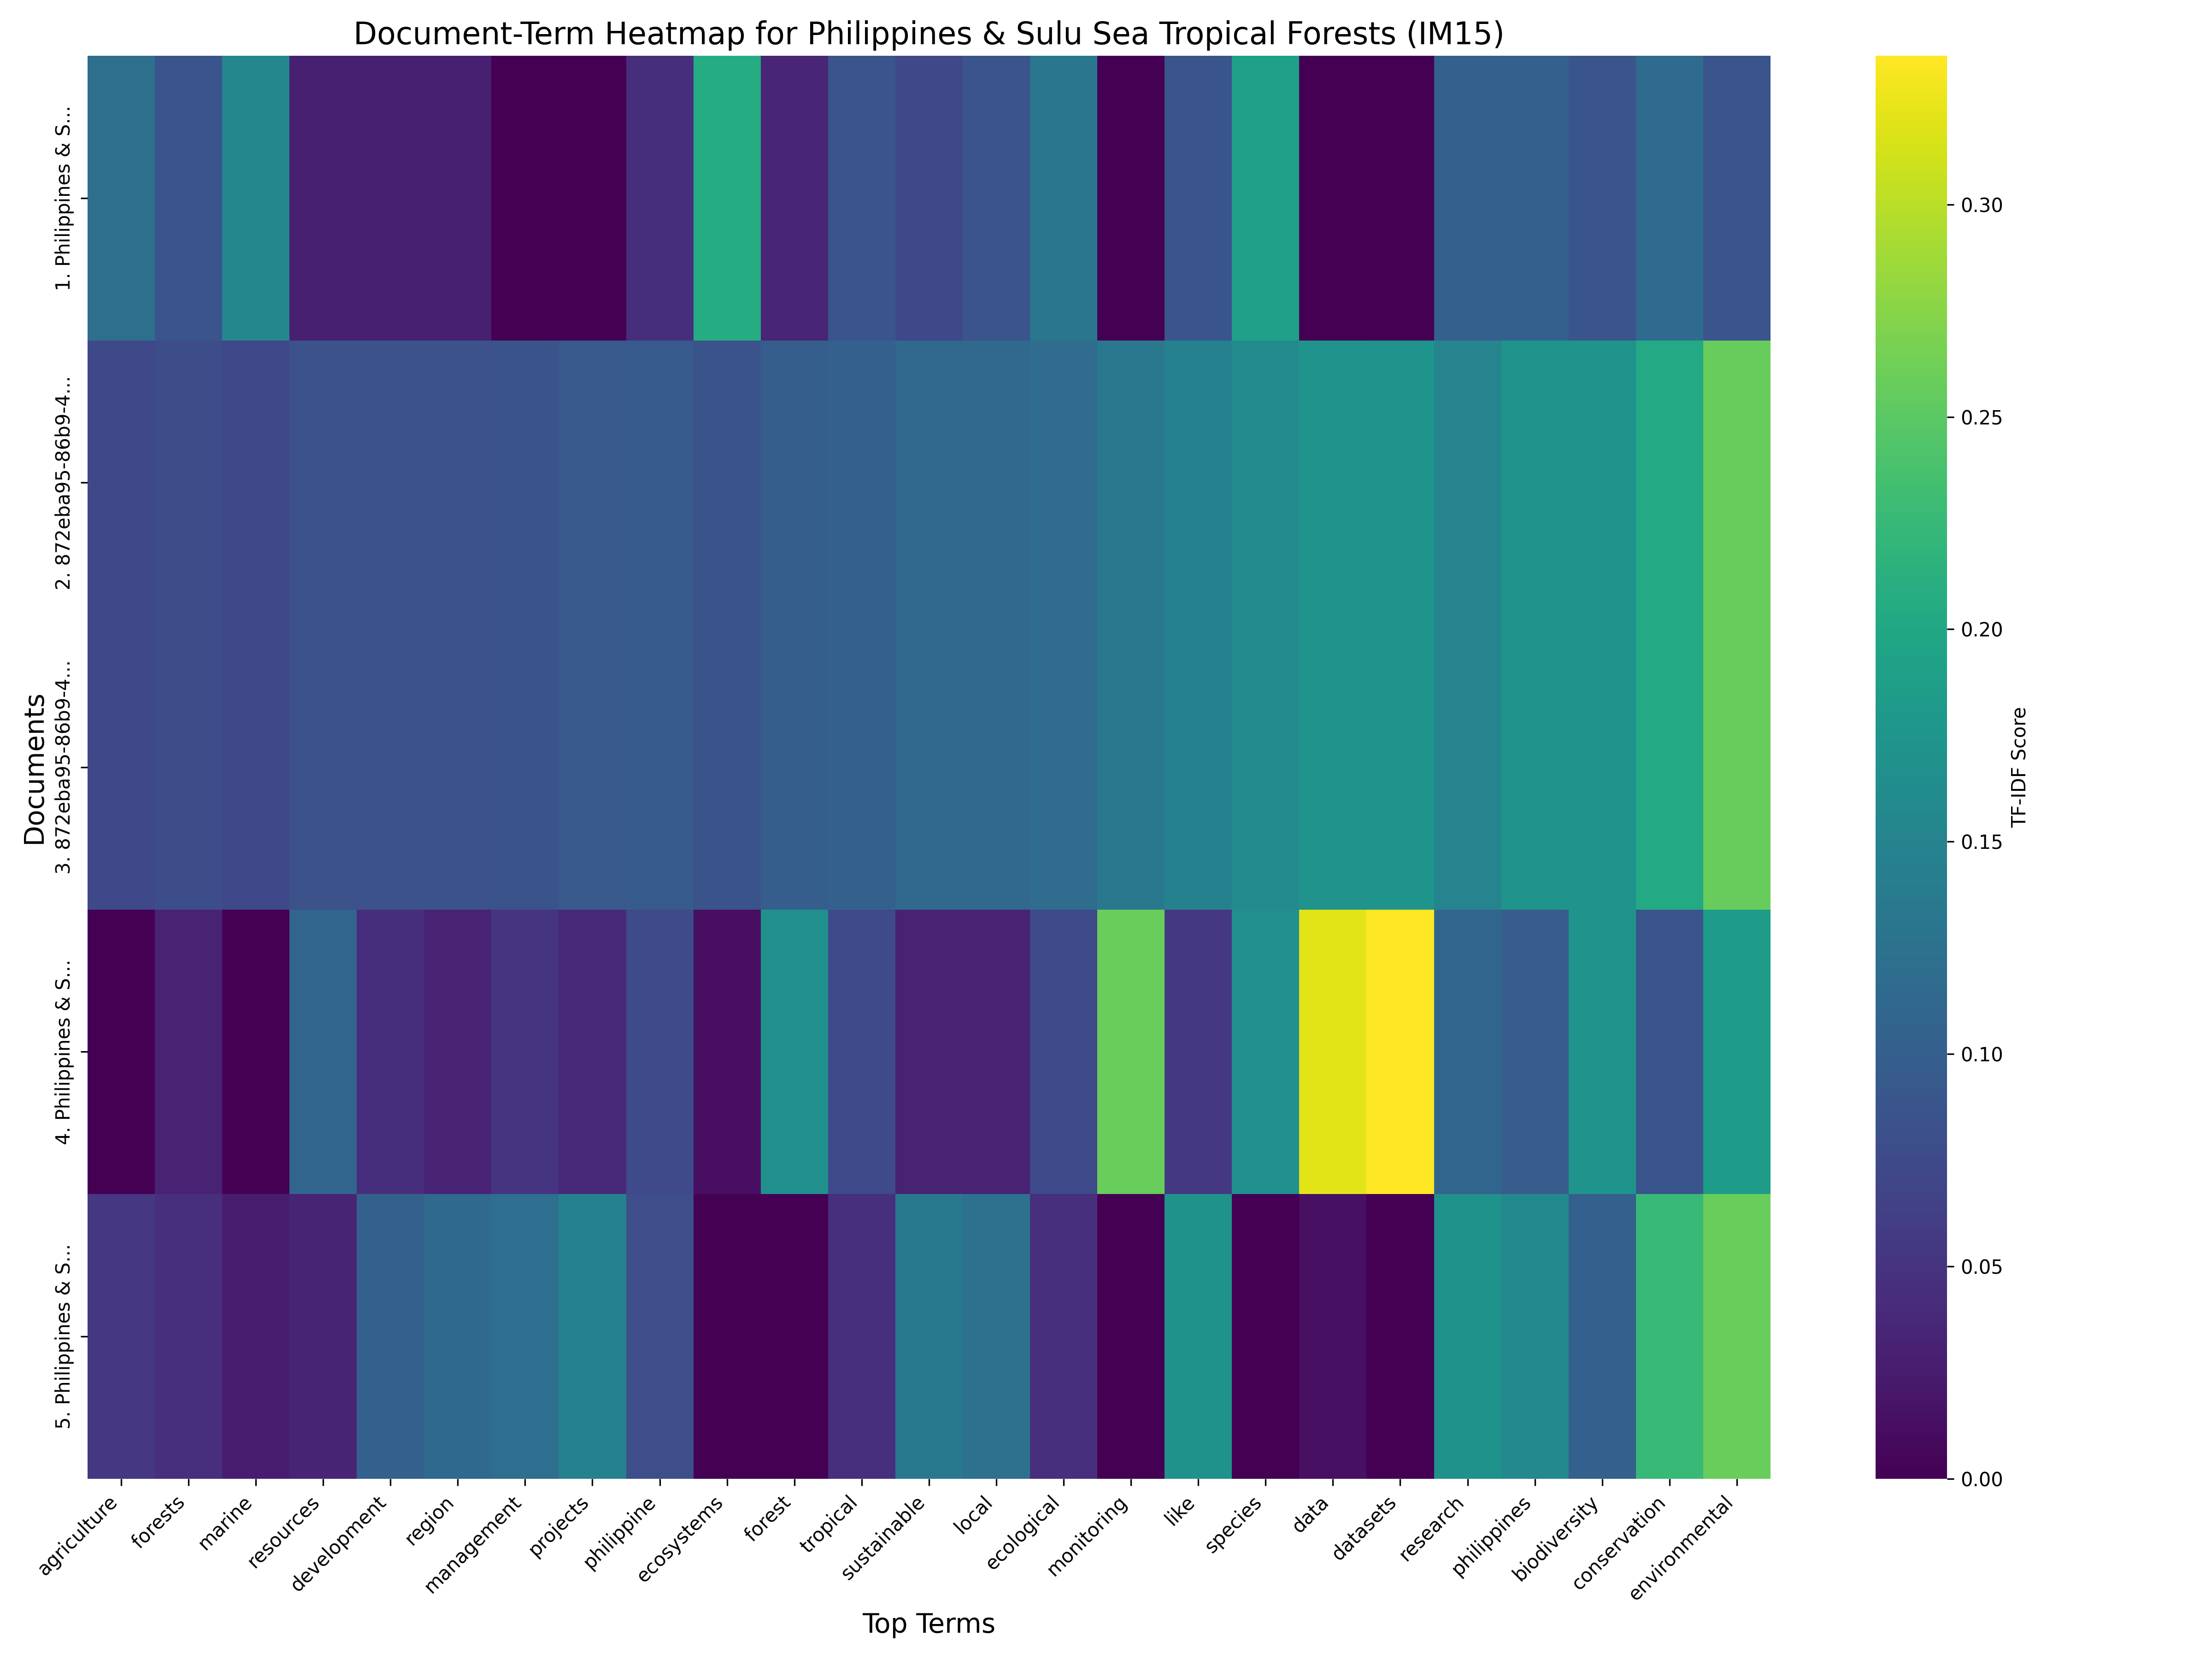 Document-Term Heatmap for Philippines & Sulu Sea Tropical Forests (IM15)
Documents
1. Philippines & S...
2. 872eba95-86b9-4...
3. 872eba95-86b9-4...
4. Philippines & S...
5. Philippines & S...
agriculture
forests
marine
resources
development
region
management
projects
philippine
ecosystems
forest
tropical
sustainable
local
ecological
monitoring
like
species
data
datasets
research
philippines
biodiversity
conservation
environmental
Top Terms
0.30
0.25
0.20
0.15
0.10
0.05
0.00
TF-IDF Score